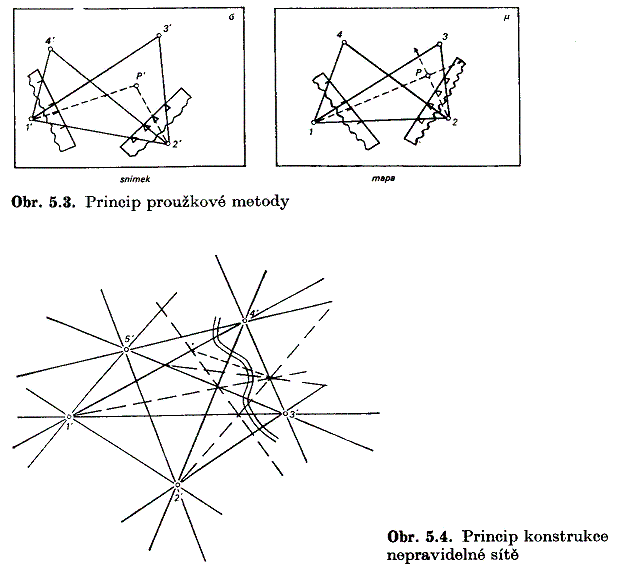 σ
4'
3'
P'
1'
2'
snímek
μ
4
3
P
1
2
mapa
Obr. 5.3. Princip proužkové metody
4'
5'
3'
1'
2'
Obr. 5.4. Princip konstrukce
nepravidelné sítě